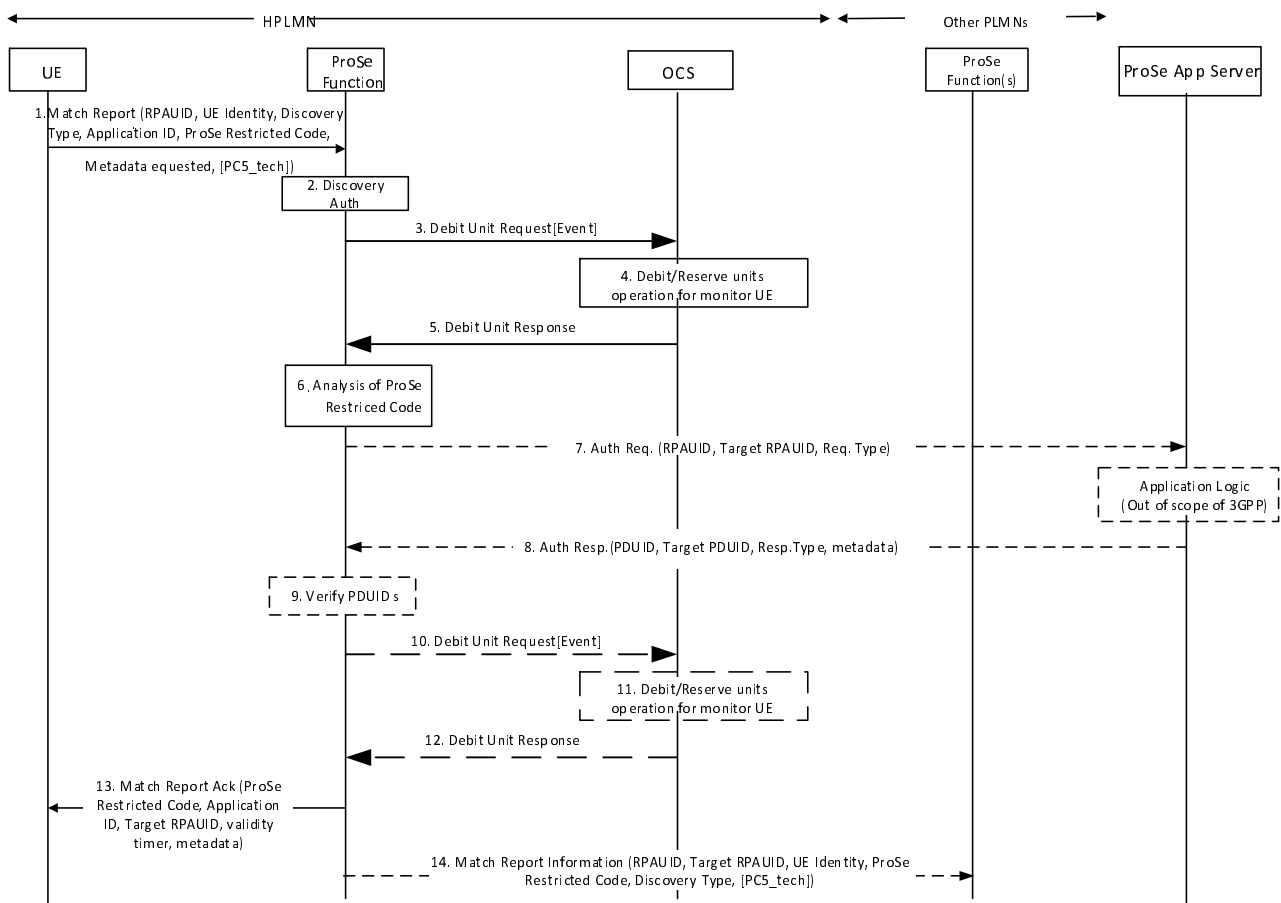 HPLMN
Other PLMNs
UE
ProSe
Function
OCS
ProSe
Function(s)
ProSe App Server
1.Match Report (RPAUID, UE Identity, Discovery
Type, Application ID, ProSe Restricted Code,
Metadata equested, [PC5_tech])
2. Discovery
Auth
3. Debit Unit Request[Event]
4. Debit/Reserve units
operation for monitor UE
5. Debit Unit Response
6. Analysis of ProSe
Restriced Code
7. Auth Req. (RPAUID, Target RPAUID, Req. Type)
Application Logic
(Out of scope of 3GPP)
8. Auth Resp.(PDUID, Target PDUID, Resp.Type, metadata)
9. Verify PDUIDs
10. Debit Unit Request[Event]
11. Debit/Reserve units
operation for monitor UE
12. Debit Unit Response
13. Match Report Ack (ProSe
Restricted Code, Application
ID, Target RPAUID, validity
timer, metadata)
14. Match Report Information (RPAUID, Target RPAUID, UE Identity, ProSe
Restricted Code, Discovery Type, [PC5_tech])